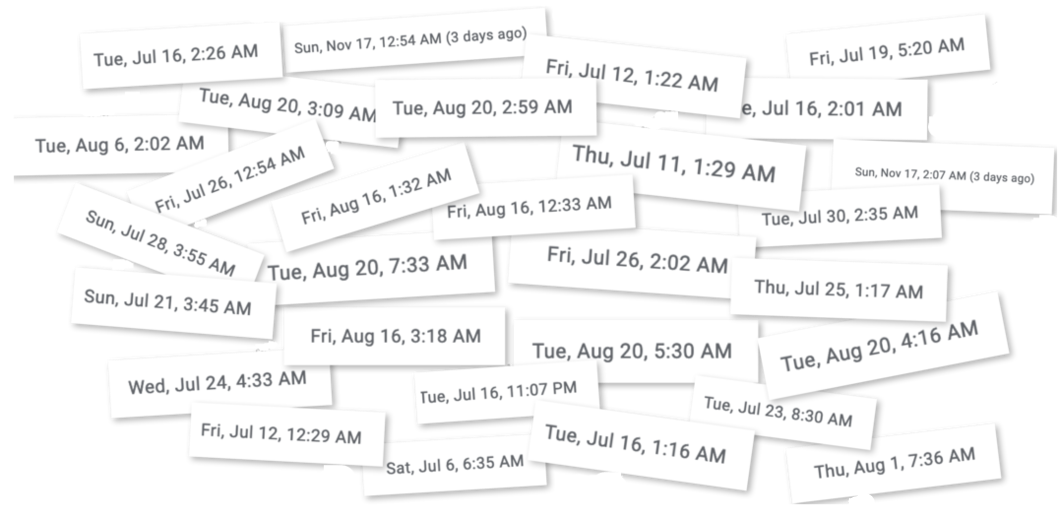 Tue, Jul 16, 2:26 AM
Sun, Nov 17, 12:54 AM (3 days ago)
Fri, Jul 12, 1:22 AM
Fri, Jul 19, 5:20 AM
Tue, Aug 20, 3:09 AM
Tue, Aug 20, 2:59 AM
e, Jul 16, 2:01 AM
Tue, Aug 6, 2:02 AM
Fri, Jul 26, 12:54 AM
Fri, Aug 16, 1:32 AM
Thu, Jul 11, 1:29 AM
Sun, Nov 17, 2:07 AM (3 days ago)
Fri, Aug 16, 12:33 AM
Tue, Jul 30, 2:35 AM
Sun, Jul 28, 3:55 AM
Tue, Aug 20, 7:33 AM
Fri, Jul 26, 2:02 AM
Thu, Jul 25, 1:17 AM
Sun, Jul 21, 3:45 AM
Fri, Aug 16, 3:18 AM
Tue, Aug 20, 5:30 AM
Tue, Aug 20, 4:16 AM
Wed, Jul 24, 4:33 AM
Tue, Jul 16, 11:07 PM
Tue, Jul 23, 8:30 AM
Fri, Jul 12, 12:29 AM
Sat, Jul 6, 6:35 AM
Tue, Jul 16, 1:16 AM
Thu, Aug 1, 7:36 AM